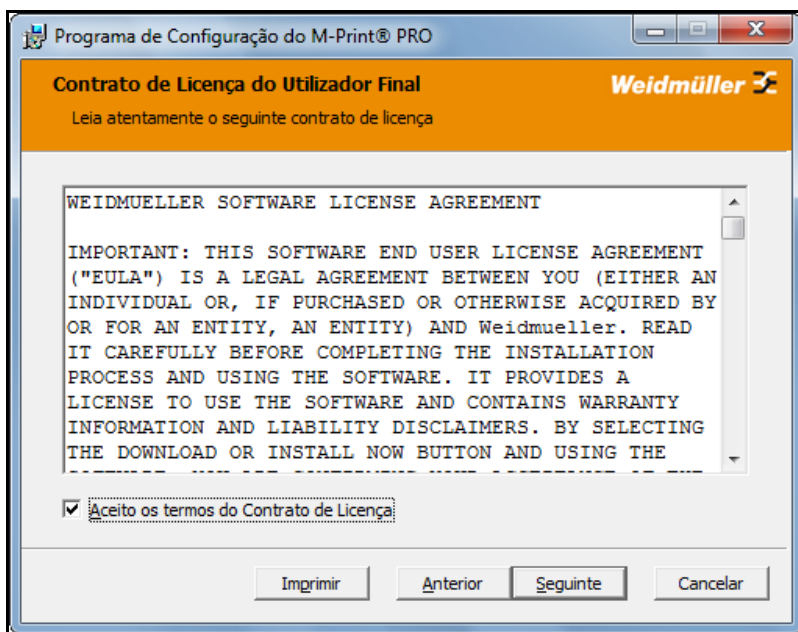 Programa de Configuração do M-Print® PRO
Contrato de Licença do Utilizador Final
Weidmüller
Leia atentamente o seguinte contrato de licença
WEIDMUELLER SOFTWARE LICENSE AGREEMENT
IMPORTANT: THIS SOFTWARE END USER LICENSE AGREEMENT
("EULA") IS A LEGAL AGREEMENT BETWEEN YOU (EITHER AN
INDIVIDUAL OR, IF PURCHASED OR OTHERWISE ACQUIRED BY
OR FOR AN ENTITY, AN ENTITY) AND Weidmueller. READ
IT CAREFULLY BEFORE COMPLETING THE INSTALLATION
PROCESS AND USING THE SOFTWARE. IT PROVIDES A
LICENSE TO USE THE SOFTWARE AND CONTAINS WARRANTY
INFORMATION AND LIABILITY DISCLAIMERS. BY SELECTING
THE DOWNLOAD OR INSTALL NOW BUTTON AND USING THE
Aceito os termos do Contrato de Licença
Imprimir
Anterior
Seguinte
Cancelar